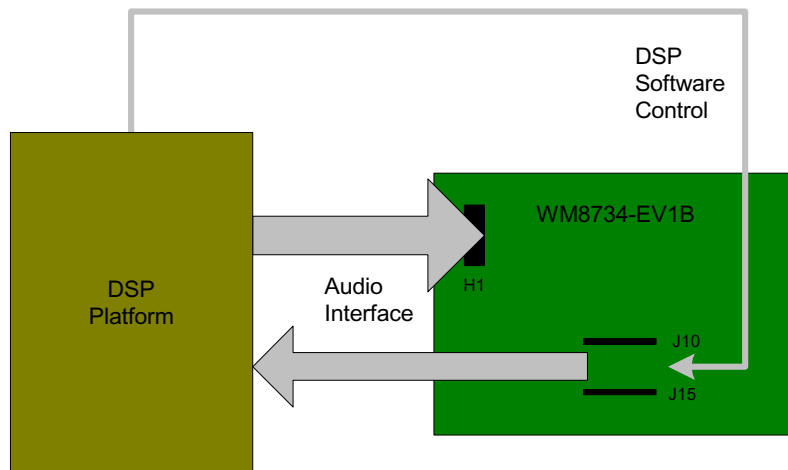 DSP
Software
Control
WM8734-EV1B
H1
DSP
Platform
Audio
Interface
J10
J15